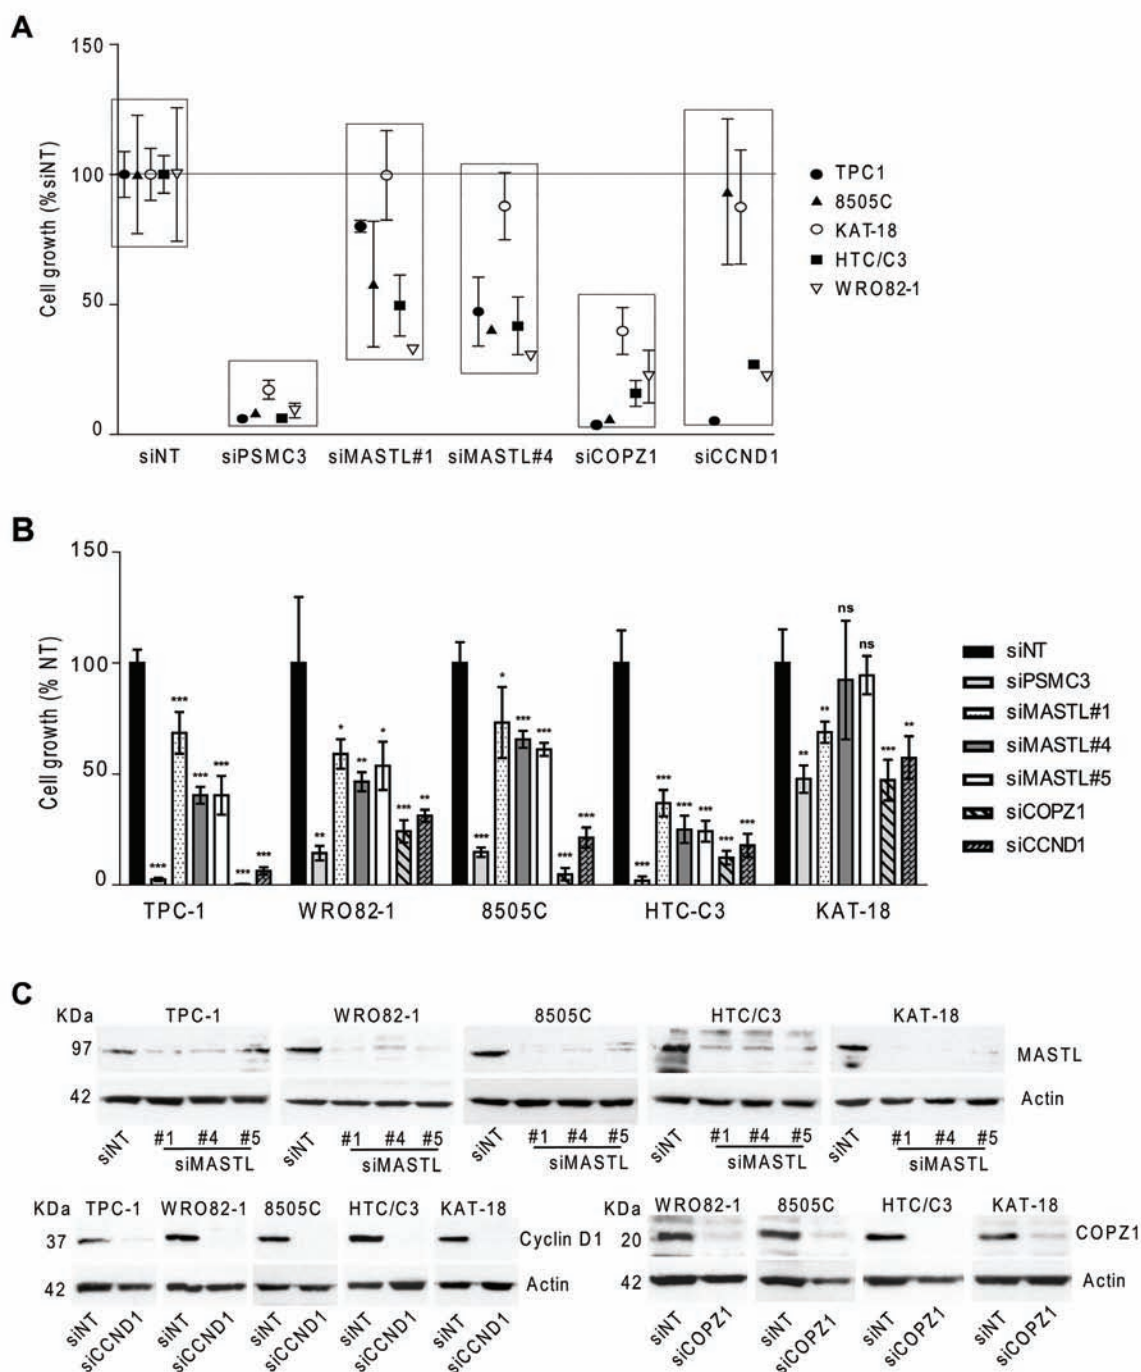 A
150
100
50
0
Cell growth (%siNT)
TPC1
8505C
KAT-18
HTC/C3
WRO82-1
siNT siPSMC3 siMASTL#1 siMASTL#4 siCOPZ1 siCCND1
B
150
100
50
0
Cell growth (% NT)
*** *** *** *** *** ***
** * ** * *** **
*** * *** *** *** ***
*** *** *** *** *** ***
** ** ns ns *** **
siNT
siPSMC3
siMASTL#1
siMASTL#4
siMASTL#5
siCOPZ1
siCCND1
TPC-1 WRO82-1 8505C HTC-C3 KAT-18
C
KDa TPC-1 WRO82-1 8505C HTC/C3 KAT-18
97 MASTL
42 Actin
siNT #1 #4 #5 siNT #1 #4 #5 siNT #1 #4 #5 siNT #1 #4 #5 siNT #1 #4 #5
siMASTL siMASTL siMASTL siMASTL siMASTL
KDa TPC-1 WRO82-1 8505C HTC/C3 KAT-18
37 Cyclin D1
42 Actin
siNT siCCND1 siNT siCCND1 siNT siCCND1 siNT siCCND1 siNT siCCND1
KDa WRO82-1 8505C HTC/C3 KAT-18
20 COPZ1
42 Actin
siNT siCOPZ1 siNT siCOPZ1 siNT siCOPZ1 siNT siCOPZ1